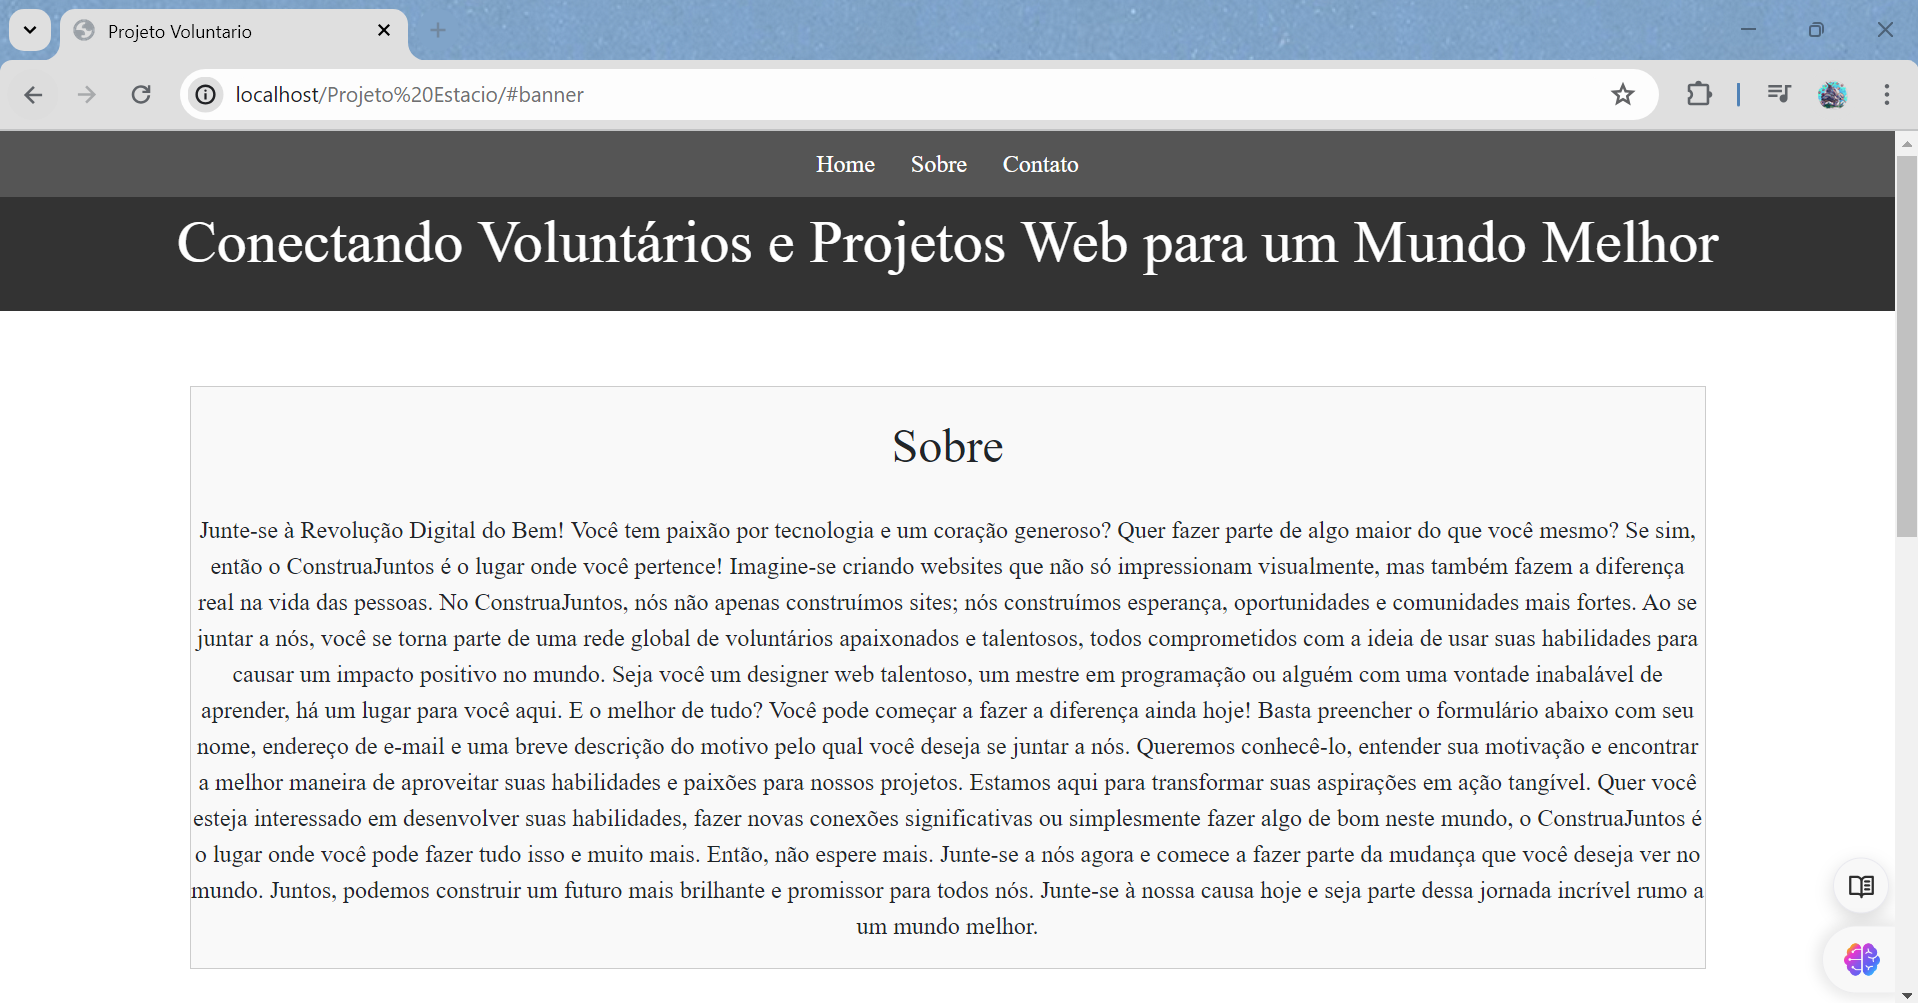 Projeto Voluntario
localhost/Projeto%20Estacio/#banner
Home Sobre Contato
Conectando Voluntários e Projetos Web para um Mundo Melhor
Sobre
Junte-se à Revolução Digital do Bem! Você tem paixão por tecnologia e um coração generoso? Quer fazer parte de algo maior do que você mesmo? Se sim,
então o ConstruaJuntos é o lugar onde você pertence! Imagine-se criando websites que não só impressionam visualmente, mas também fazem a diferença
real na vida das pessoas. No ConstruaJuntos, nós não apenas construímos sites; nós construímos esperança, oportunidades e comunidades mais fortes. Ao se
juntar a nós, você se torna parte de uma rede global de voluntários apaixonados e talentosos, todos comprometidos com a ideia de usar suas habilidades para
causar um impacto positivo no mundo. Seja você um designer web talentoso, um mestre em programação ou alguém com uma vontade inabalável de
aprender, há um lugar para você aqui. E o melhor de tudo? Você pode começar a fazer a diferença ainda hoje! Basta preencher o formulário abaixo com seu
nome, endereço de e-mail e uma breve descrição do motivo pelo qual você deseja se juntar a nós. Queremos conhecê-lo, entender sua motivação e encontrar
a melhor maneira de aproveitar suas habilidades e paixões para nossos projetos. Estamos aqui para transformar suas aspirações em ação tangível. Quer você
esteja interessado em desenvolver suas habilidades, fazer novas conexões significativas ou simplesmente fazer algo de bom neste mundo, o ConstruaJuntos é
o lugar onde você pode fazer tudo isso e muito mais. Então, não espere mais. Junte-se a nós agora e comece a fazer parte da mudança que você deseja ver no
mundo. Juntos, podemos construir um futuro mais brilhante e promissor para todos nós. Junte-se à nossa causa hoje e seja parte dessa jornada incrível rumo a
um mundo melhor.